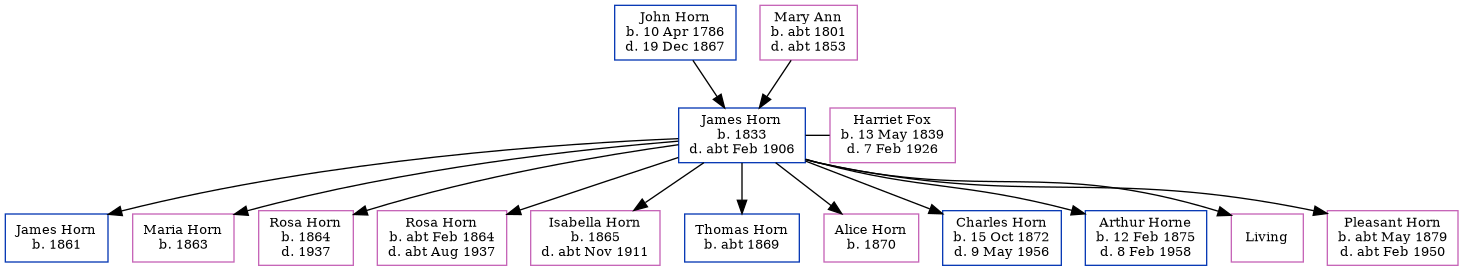 John Horn
b. 10 Apr 1786
d. 19 Dec 1867
Mary Ann
b. abt 1801
d. abt 1853
James Horn
b. 1833
d. abt Feb 1906
Harriet Fox
b. 13 May 1839
d. 7 Feb 1926
James Horn
b. 1861
Maria Horn
b. 1863
Rosa Horn
b. 1864
d. 1937
Rosa Horn
b. abt Feb 1864
d. abt Aug 1937
Isabella Horn
b. 1865
d. abt Nov 1911
Thomas Horn
b. abt 1869
Alice Horn
b. 1870
Charles Horn
b. 15 Oct 1872
d. 9 May 1956
Arthur Horne
b. 12 Feb 1875
d. 8 Feb 1958
Living
Pleasant Horn
b. abt May 1879
d. abt Feb 1950